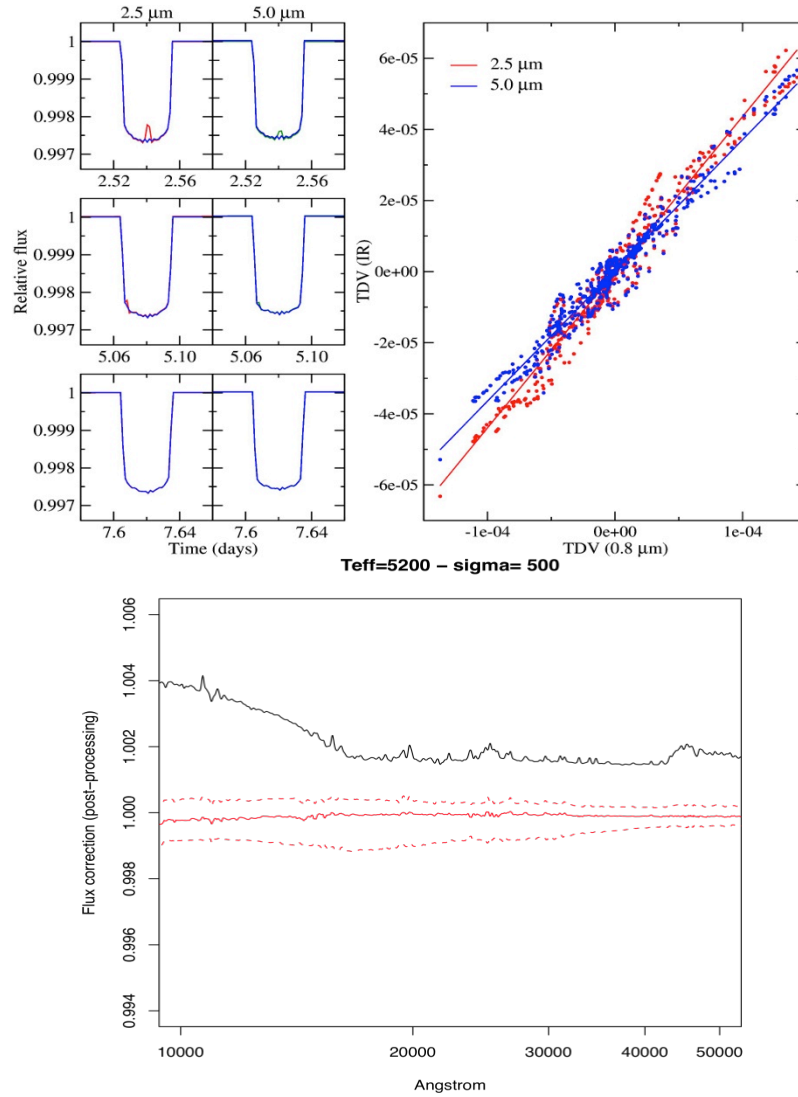 2.5 μm
5.0 μm
1
0.999
0.998
0.997
2.52
2.56
2.52
2.56
1
0.999
0.998
0.997
5.06
5.10
5.06
5.10
1
0.999
0.998
0.997
7.6
7.64
7.6
7.64
Relative flux
Time (days)
6e-05
4e-05
2e-05
0e+00
-2e-05
-4e-05
-6e-05
TDV (IR)
2.5 μm
5.0 μm
-1e-04
0e+00
1e-04
TDV (0.8 μm)
Teff=5200 – sigma= 500
1.006
1.004
1.002
1.000
0.998
0.996
0.994
Flux correction (post–processing)
10000
20000
30000
40000
50000
Angstrom